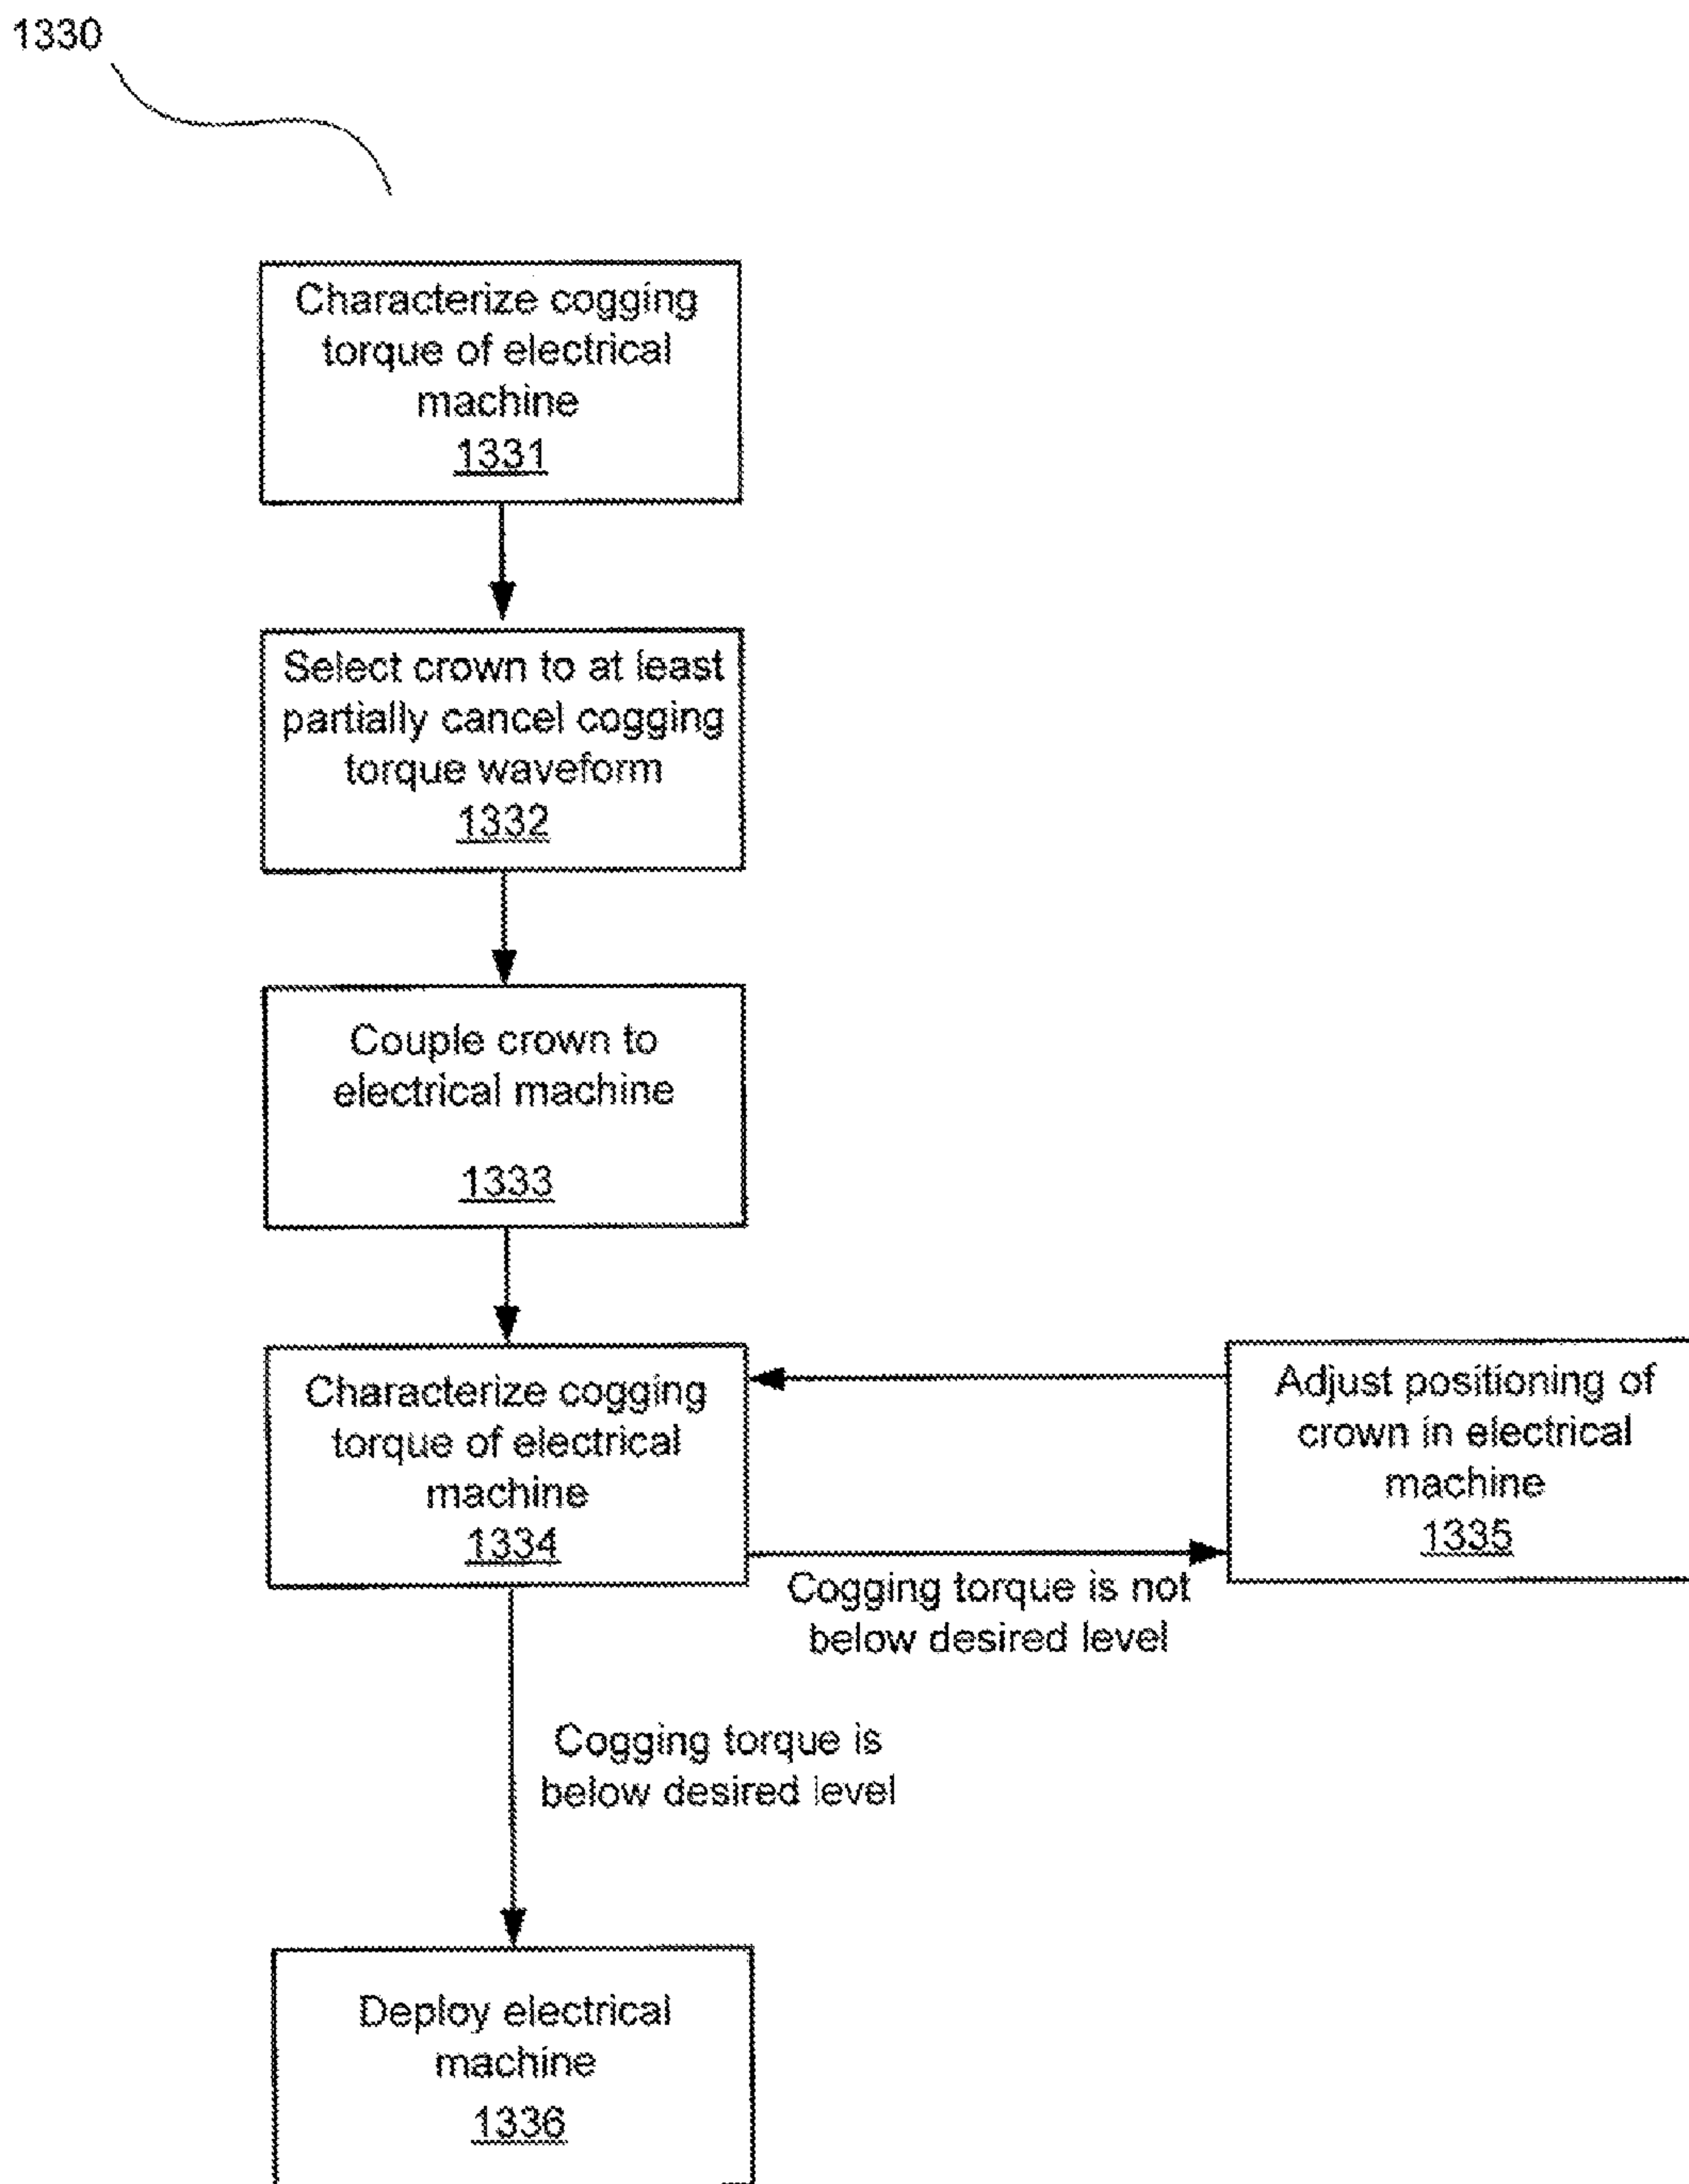 1330
Characterize cogging
torque of electrical
machine
1331
Select crown to at least
partially cancel cogging
torque waveform
1332
Couple crown to
electrical machine
1333
Characterize cogging
torque of electrical
machine
1334
Adjust positioning of
crown in electrical
machine
1335
Cogging torque is not
below desired level
Cogging torque is
below desired level
Deploy electrical
machine
1336